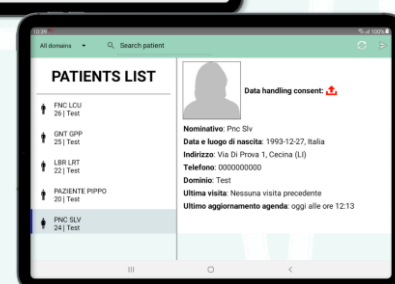 10:39
100%
All domains
Search patient
PATIENTS LIST
FNC LCU
26 | Test
GNT GPP
25 | Test
LBR LRT
22 | Test
PAZIENTE PIPPO
20 | Test
PNC SLV
24 | Test
Data handling consent:
Nominativo: Pnc Slv
Data e luogo di nascita: 1993-12-27, Italia
Indirizzo: Via Di Prova 1, Cecina (LI)
Telefono: 0000000000
Dominio: Test
Ultima visita: Nessuna visita precedente
Ultimo aggiornamento agenda: oggi alle ore 12:13